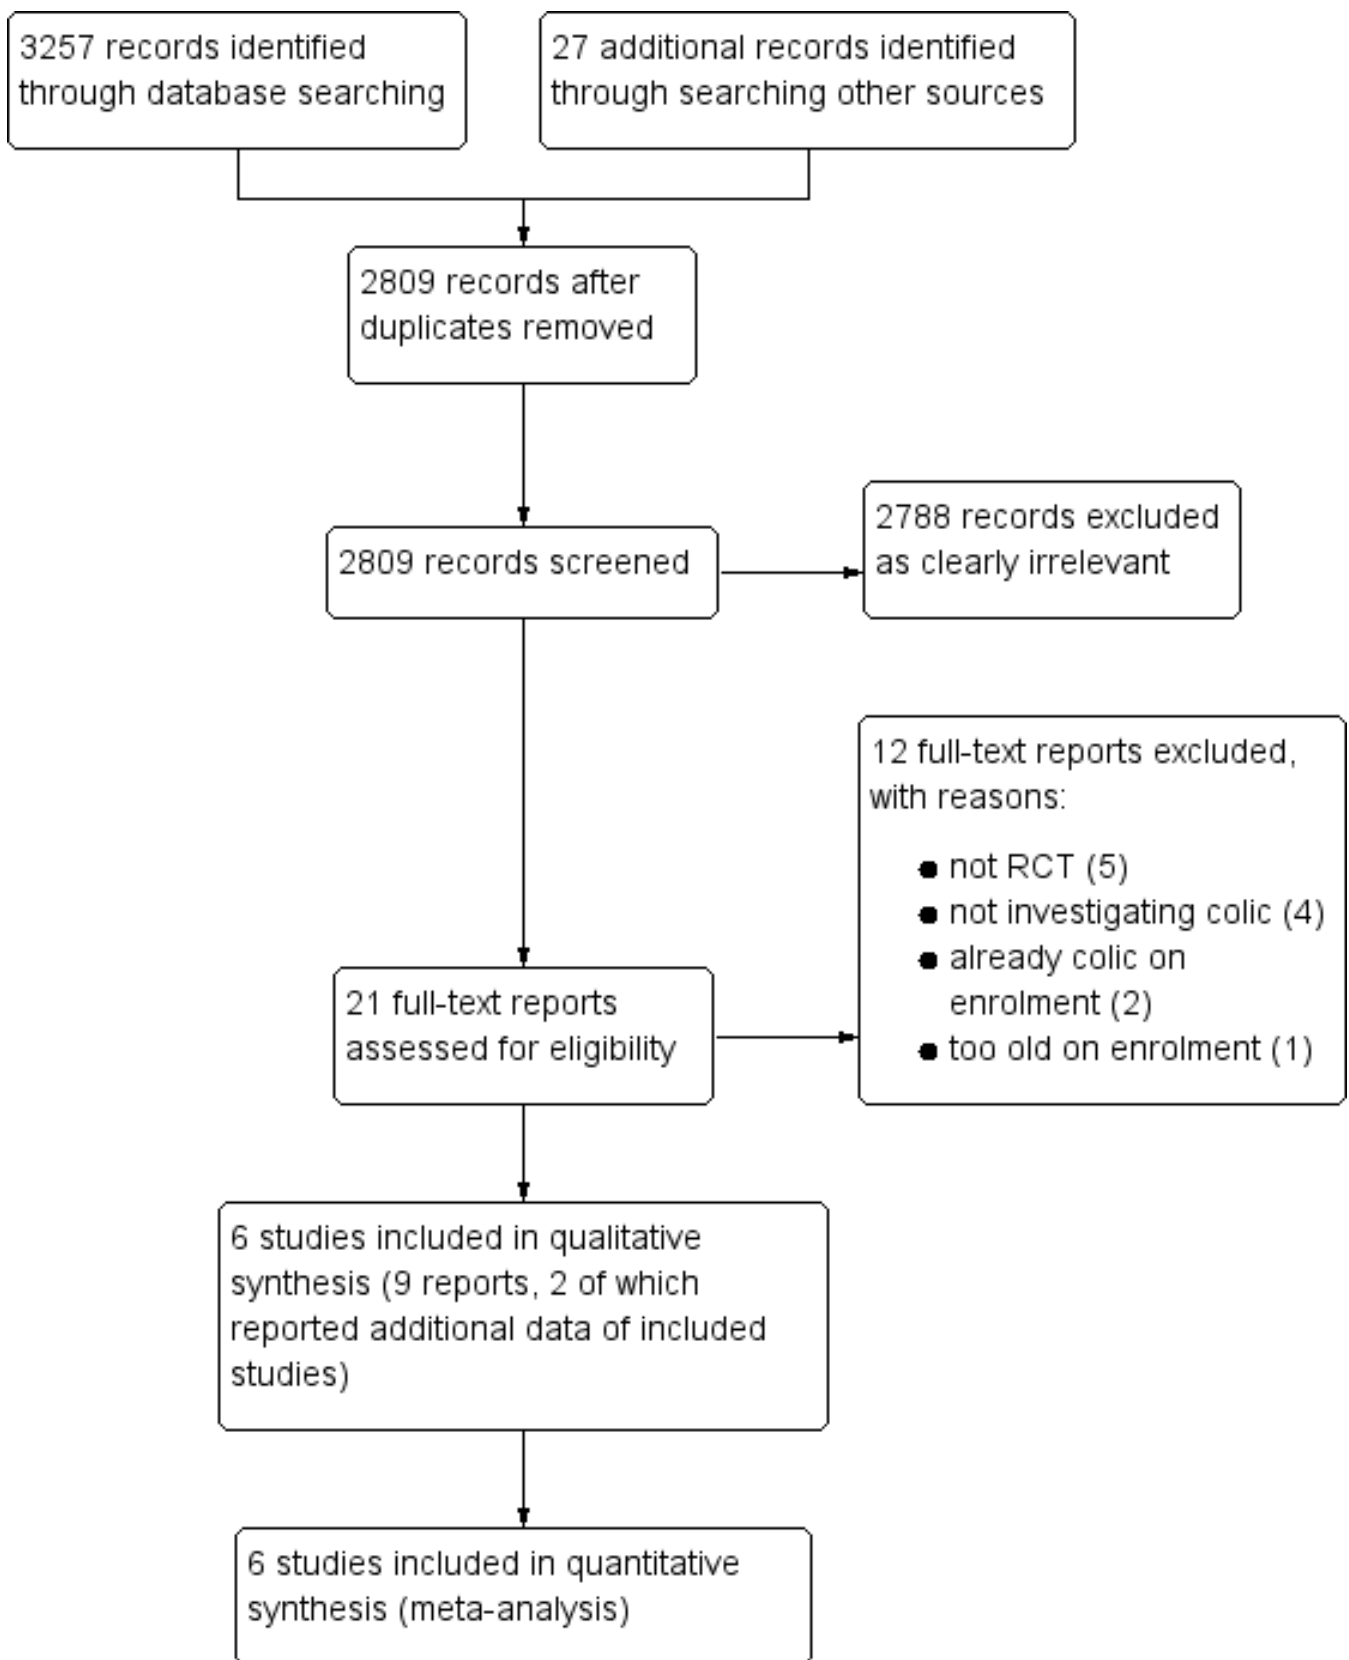 3257 records identified
through database searching
27 additional records identified
through searching other sources
2809 records after
duplicates removed
2809 records screened
2788 records excluded
as clearly irrelevant
21 full-text reports
assessed for eligibility
12 full-text reports excluded,
with reasons:
● not RCT (5)
● not investigating colic (4)
● already colic on
enrolment (2)
● too old on enrolment (1)
6 studies included in qualitative
synthesis (9 reports, 2 of which
reported additional data of included
studies)
6 studies included in quantitative
synthesis (meta-analysis)